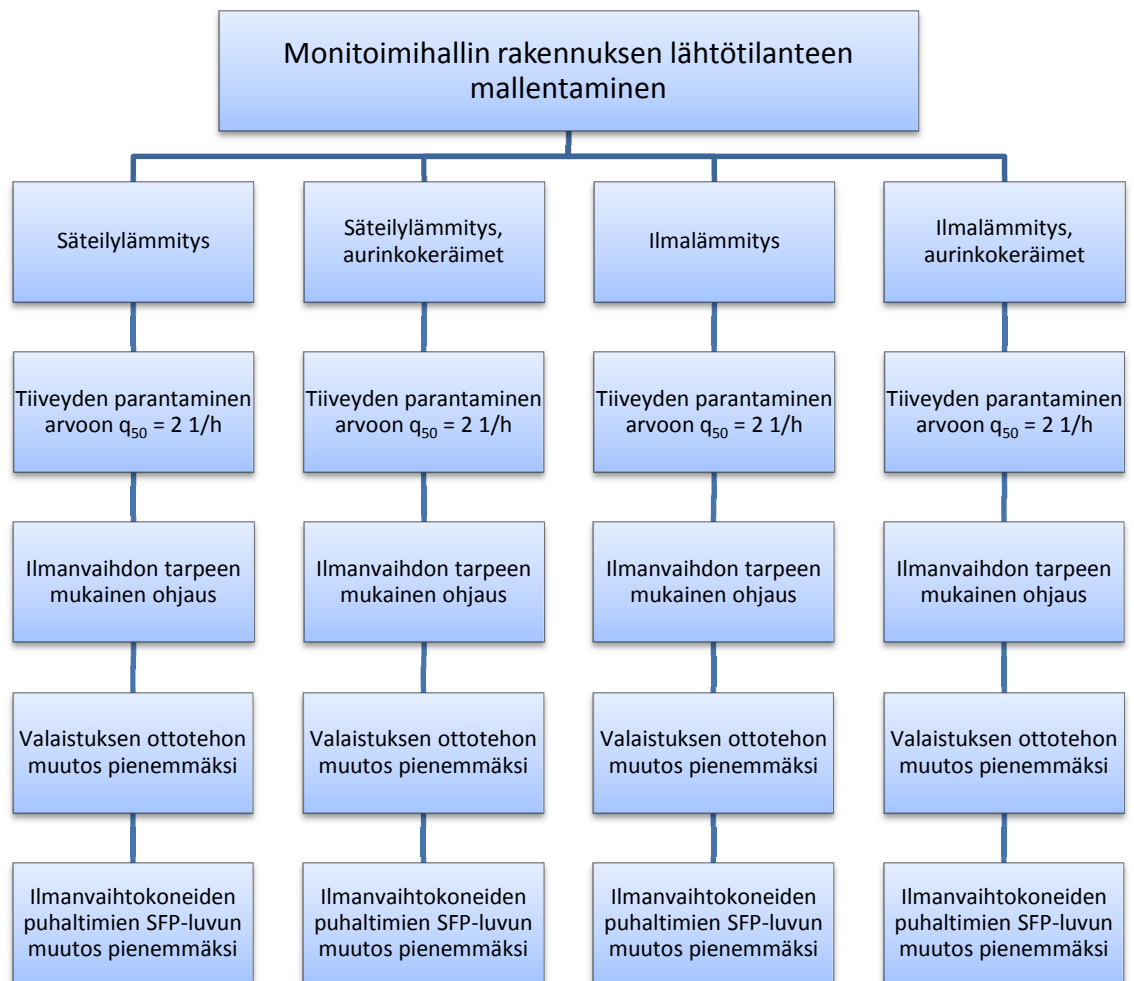 Monitoimihallin rakennuksen lähtötilanteen
mallentaminen
Säteilylämmitys
Säteilylämmitys,
aurinkokeräimet
Ilmalämmitys
Ilmalämmitys,
aurinkokeräimet
Tiiveyden parantaminen
arvoon q₅₀ = 2 1/h
Tiiveyden parantaminen
arvoon q₅₀ = 2 1/h
Tiiveyden parantaminen
arvoon q₅₀ = 2 1/h
Tiiveyden parantaminen
arvoon q₅₀ = 2 1/h
Ilmanvaihdon tarpeen
mukainen ohjaus
Ilmanvaihdon tarpeen
mukainen ohjaus
Ilmanvaihdon tarpeen
mukainen ohjaus
Ilmanvaihdon tarpeen
mukainen ohjaus
Valaistuksen ottotehon
muutos pienemmäksi
Valaistuksen ottotehon
muutos pienemmäksi
Valaistuksen ottotehon
muutos pienemmäksi
Valaistuksen ottotehon
muutos pienemmäksi
Ilmanvaihtokoneiden
puhaltimien SFP-luvun
muutos pienemmäksi
Ilmanvaihtokoneiden
puhaltimien SFP-luvun
muutos pienemmäksi
Ilmanvaihtokoneiden
puhaltimien SFP-luvun
muutos pienemmäksi
Ilmanvaihtokoneiden
puhaltimien SFP-luvun
muutos pienemmäksi